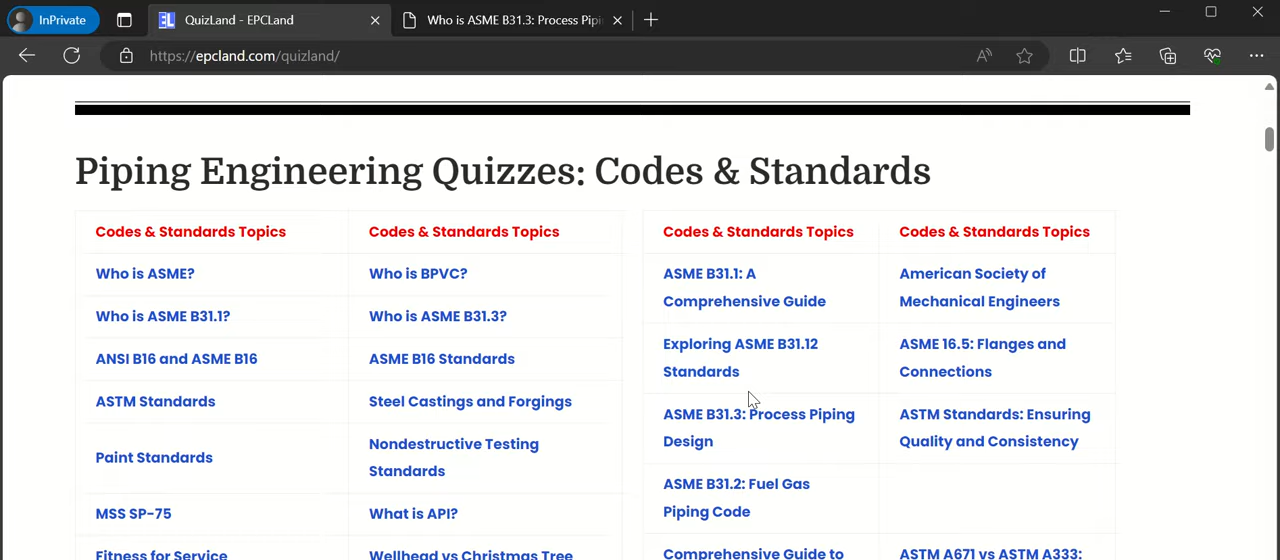 InPrivate
QuizLand - EPCLand
Who is ASME B31.3: Process Pipi
https://epcland.com/quizland/
Piping Engineering Quizzes: Codes & Standards
Codes & Standards Topics
Codes & Standards Topics
Who is ASME?
Who is BPVC?
Who is ASME B31.1?
Who is ASME B31.3?
ANSI B16 and ASME B16
ASME B16 Standards
ASTM Standards
Steel Castings and Forgings
Paint Standards
Nondestructive Testing
Standards
MSS SP-75
What is API?
Fitness for Service
Wellhead vs Christmas Tree
Codes & Standards Topics
Codes & Standards Topics
ASME B31.1: A
Comprehensive Guide
American Society of
Mechanical Engineers
Exploring ASME B31.12
Standards
ASME 16.5: Flanges and
Connections
ASME B31.3: Process Piping
Design
ASTM Standards: Ensuring
Quality and Consistency
ASME B31.2: Fuel Gas
Piping Code
Comprehensive Guide to
ASTM A671 vs ASTM A333: